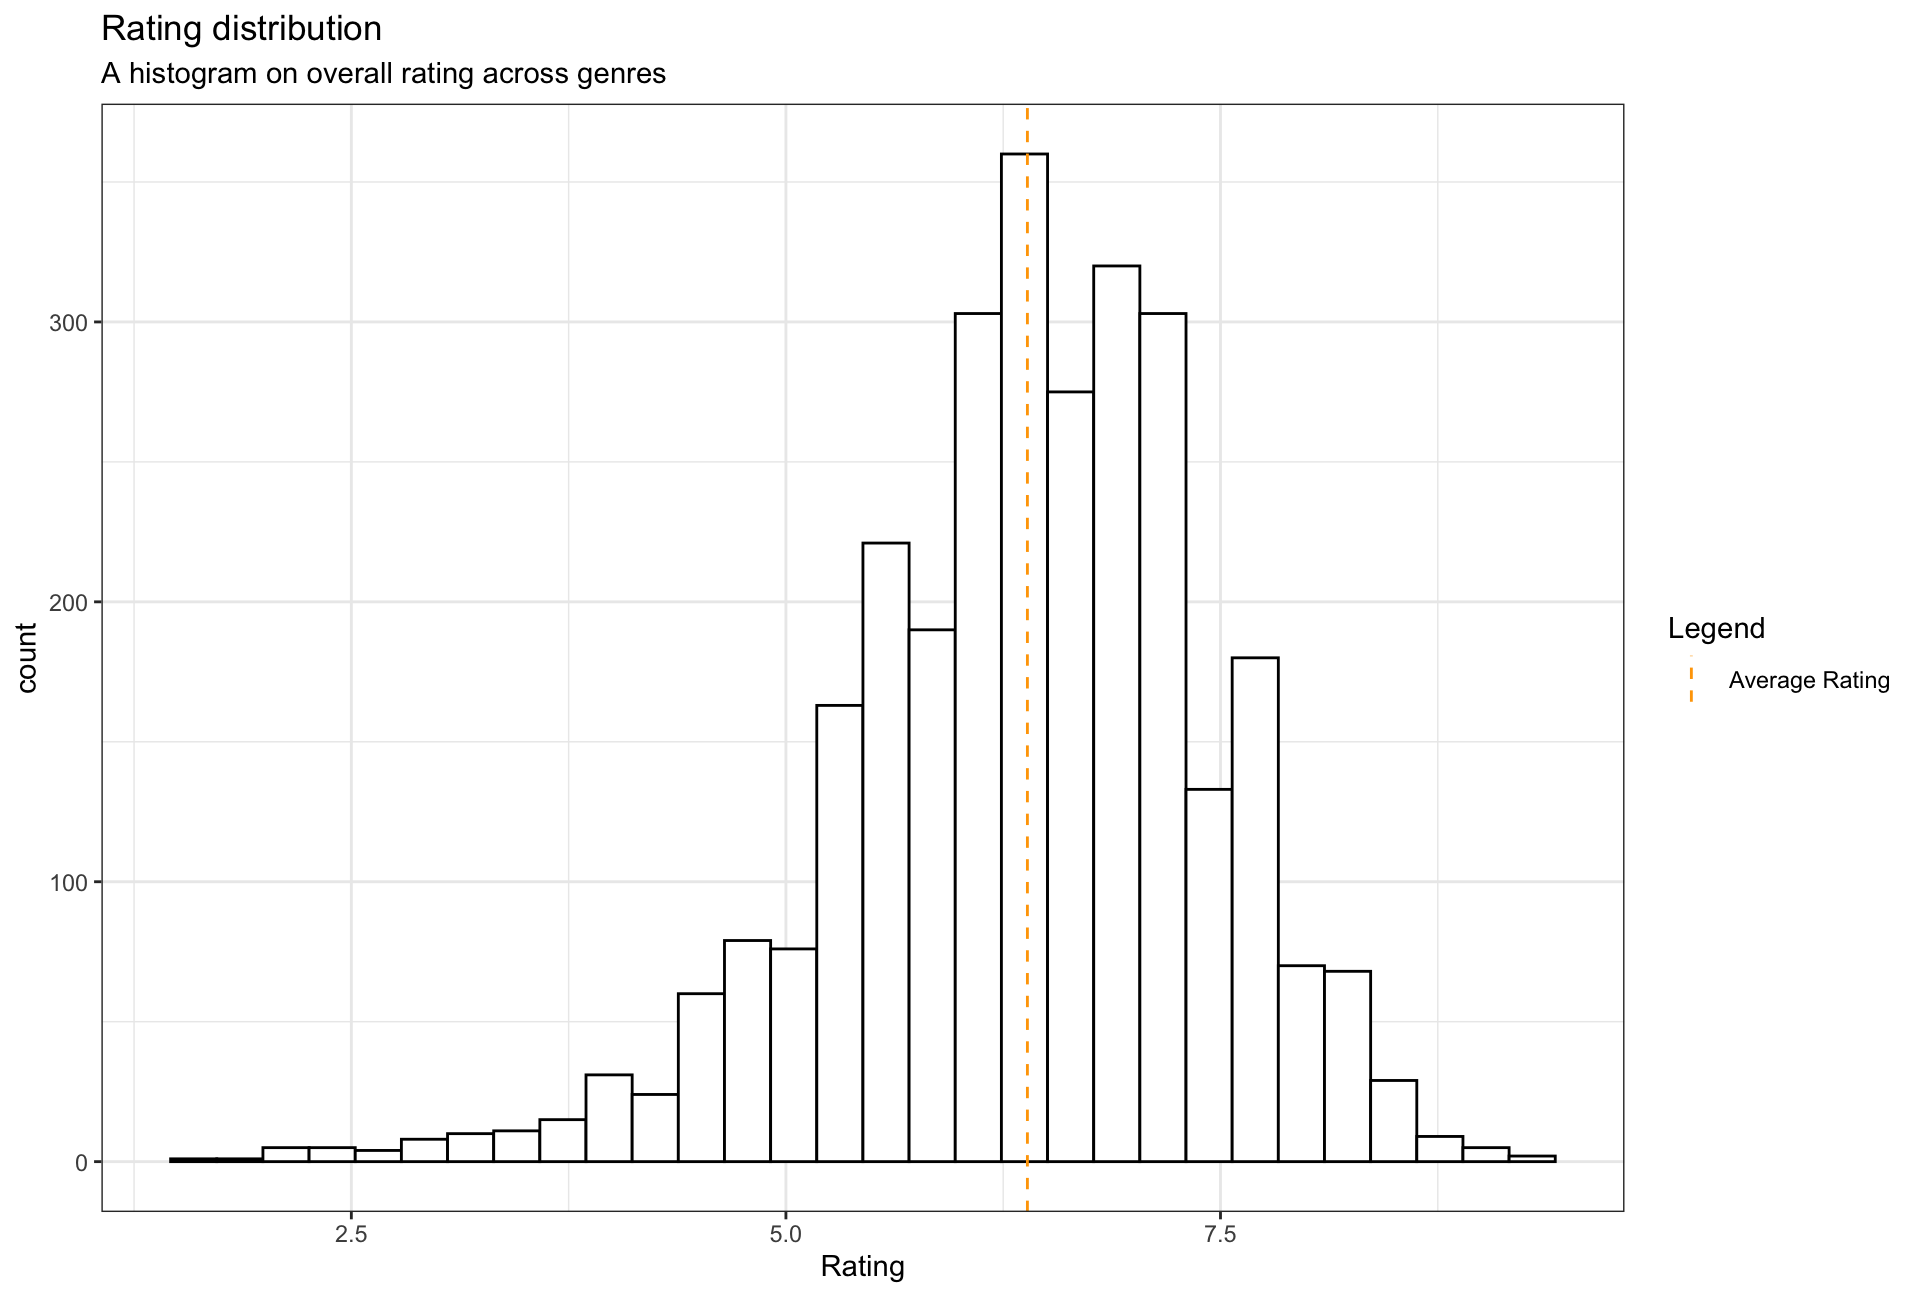 Rating distribution
A histogram on overall rating across genres
count
300
200
100
0
2.5
5.0
7.5
Rating
Legend
Average Rating